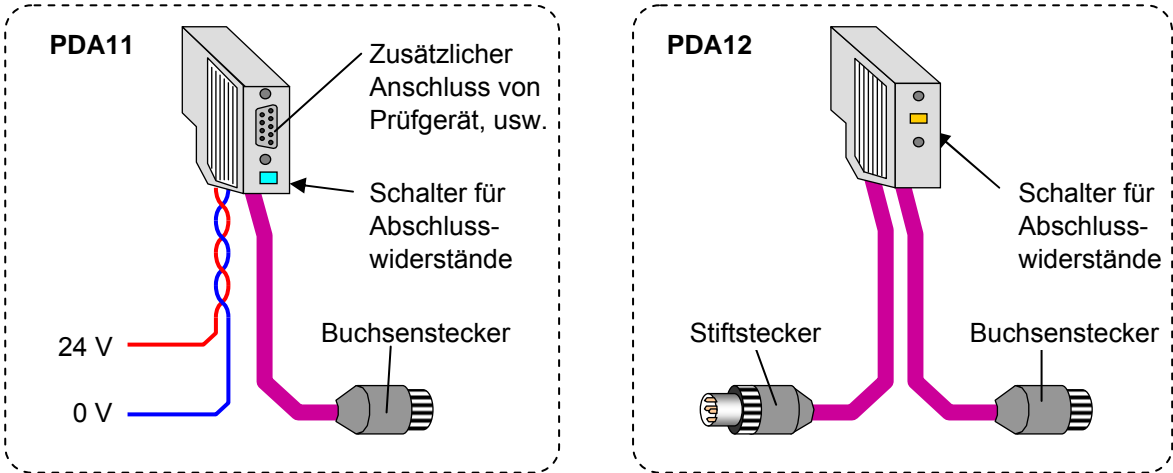 PDA11
Zusätzlicher
Anschluss von
Prüfgerät, usw.
Schalter für
Abschluss-
widerstände
Buchsenstecker
24 V
0 V
PDA12
Schalter für
Abschluss-
widerstände
Stiftstecker
Buchsenstecker